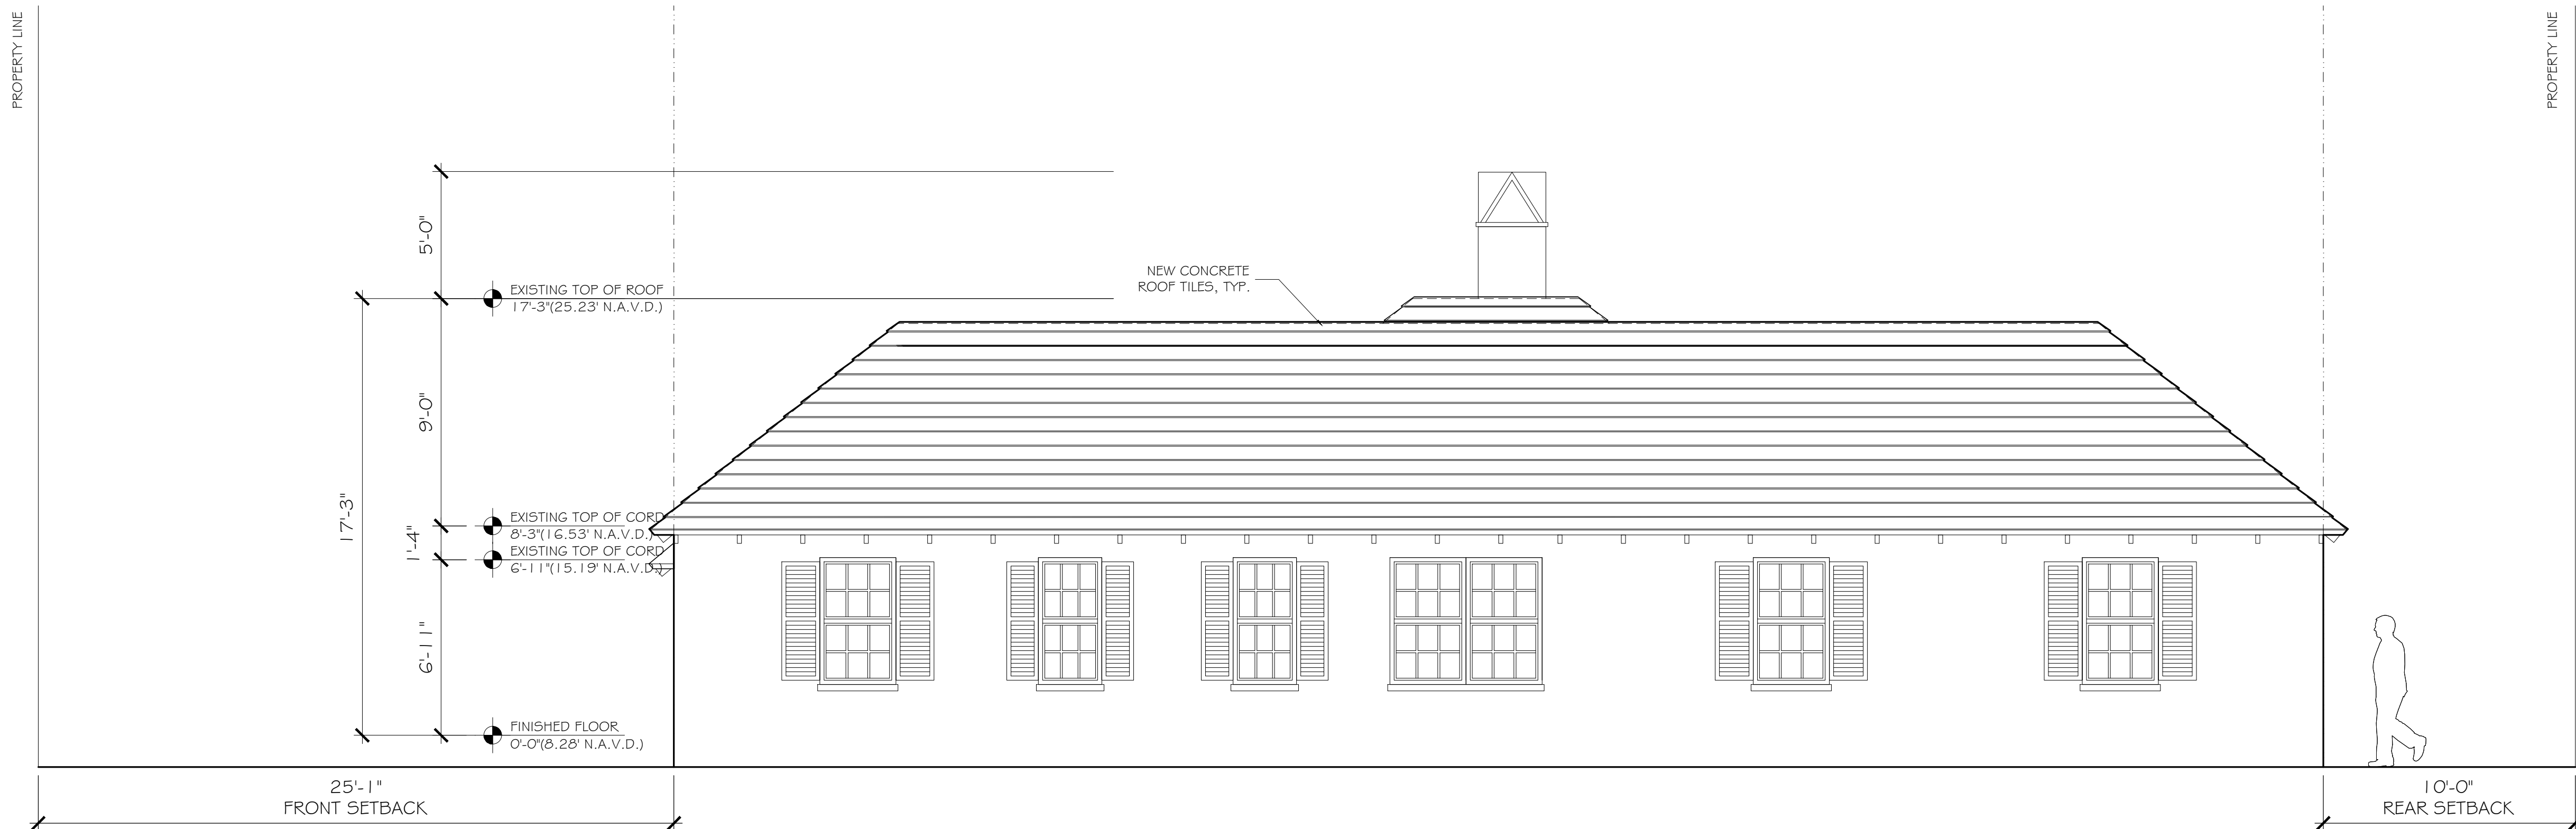 PROPERTY LINE
PROPERTY LINE
5'-0"
NEW CONCRETE
ROOF TILES, TYP.
EXISTING TOP OF ROOF
17'-3"(25.23' N.A.V.D.)
9'-0"
17'-3"
EXISTING TOP OF CORD
8'-3"(16.53' N.A.V.D.)
1'-4"
EXISTING TOP OF CORD
6'-11"(15.19' N.A.V.D.)
6'-11"
FINISHED FLOOR
0'-0"(8.28' N.A.V.D.)
25'-1"
FRONT SETBACK
10'-0"
REAR SETBACK